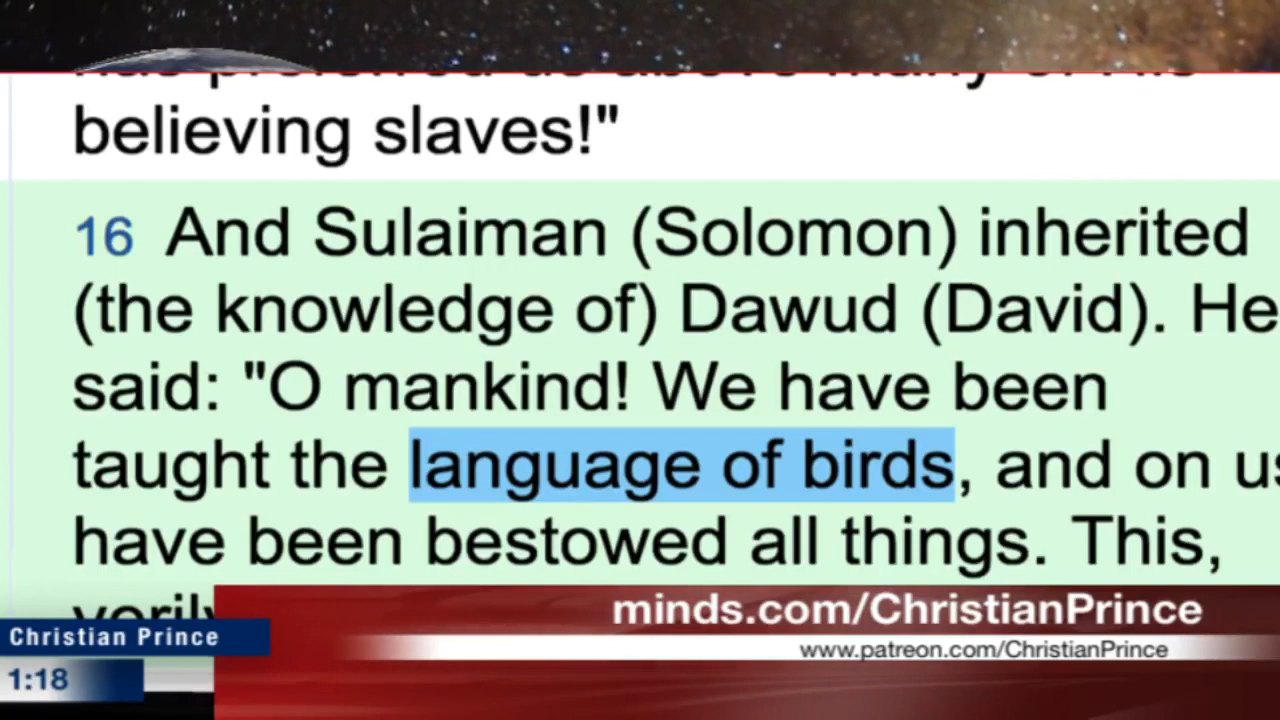 believing slaves!"
16 And Sulaiman (Solomon) inherited
(the knowledge of) Dawud (David). He
said: "O mankind! We have been
taught the language of birds, and on us
have been bestowed all things. This,
verily
minds.com/ChristianPrince
Christian Prince
www.patreon.com/ChristianPrince
1:18